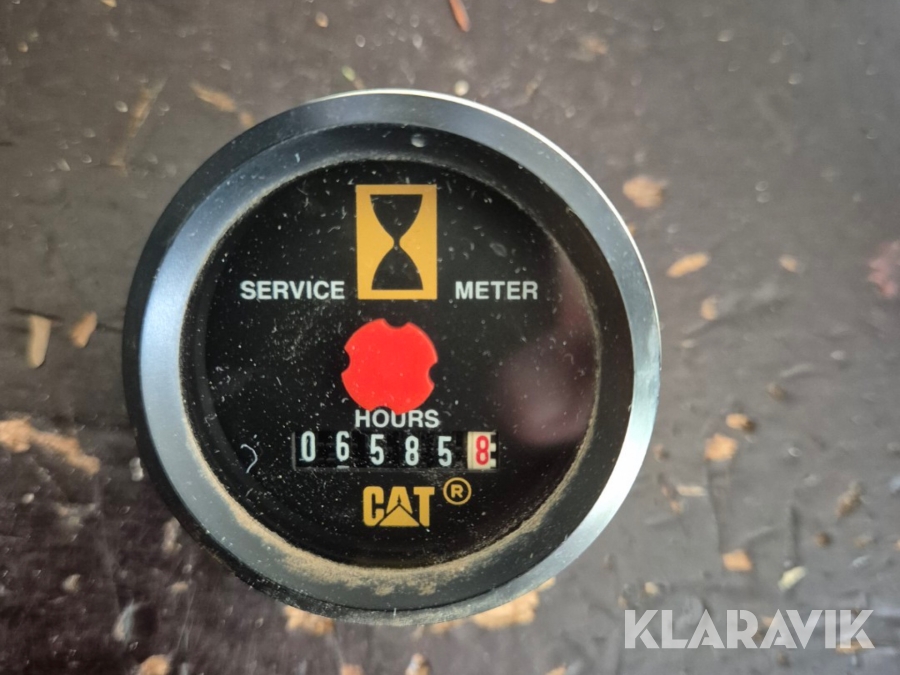 SERVICE METER
HOURS
065858
CAT®
KLARAVIK